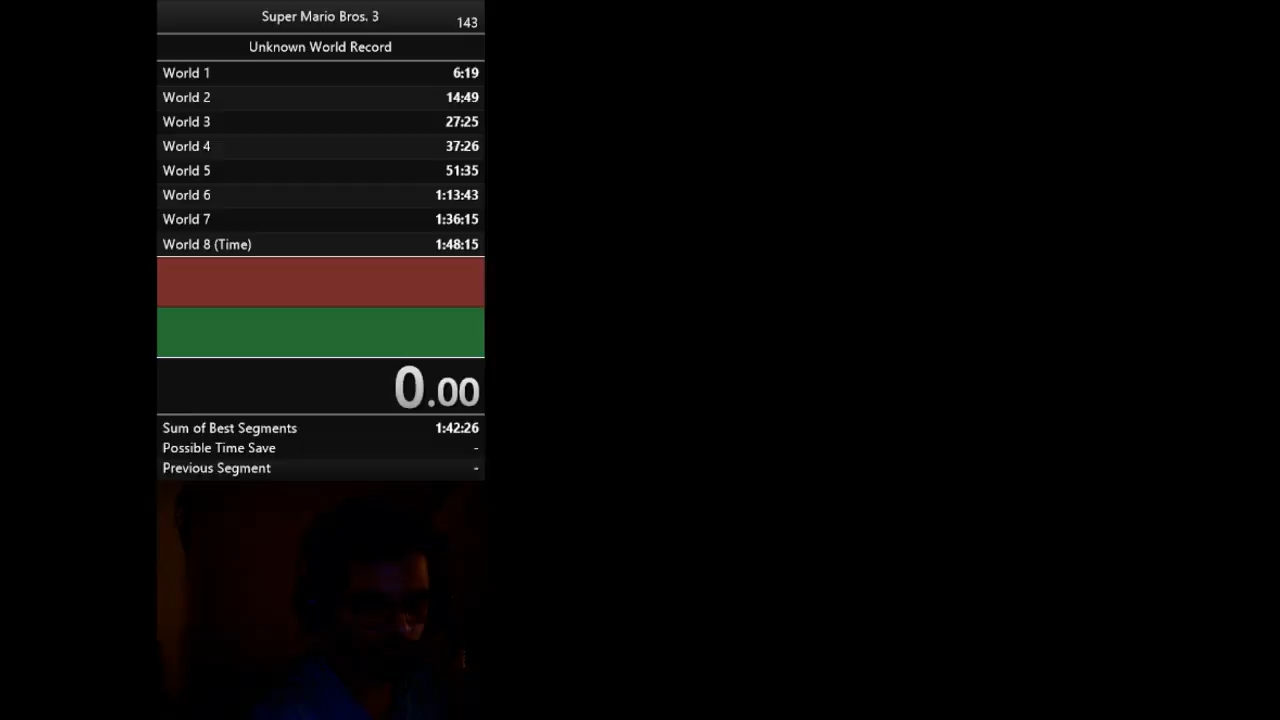 Super Mario Bros. 3
143
Unknown World Record
World 1 6:19
World 2 14:49
World 3 27:25
World 4 37:26
World 5 51:35
World 6 1:13:43
World 7 1:36:15
World 8 (Time) 1:48:15
0.00
Sum of Best Segments 1:42:26
Possible Time Save -
Previous Segment -